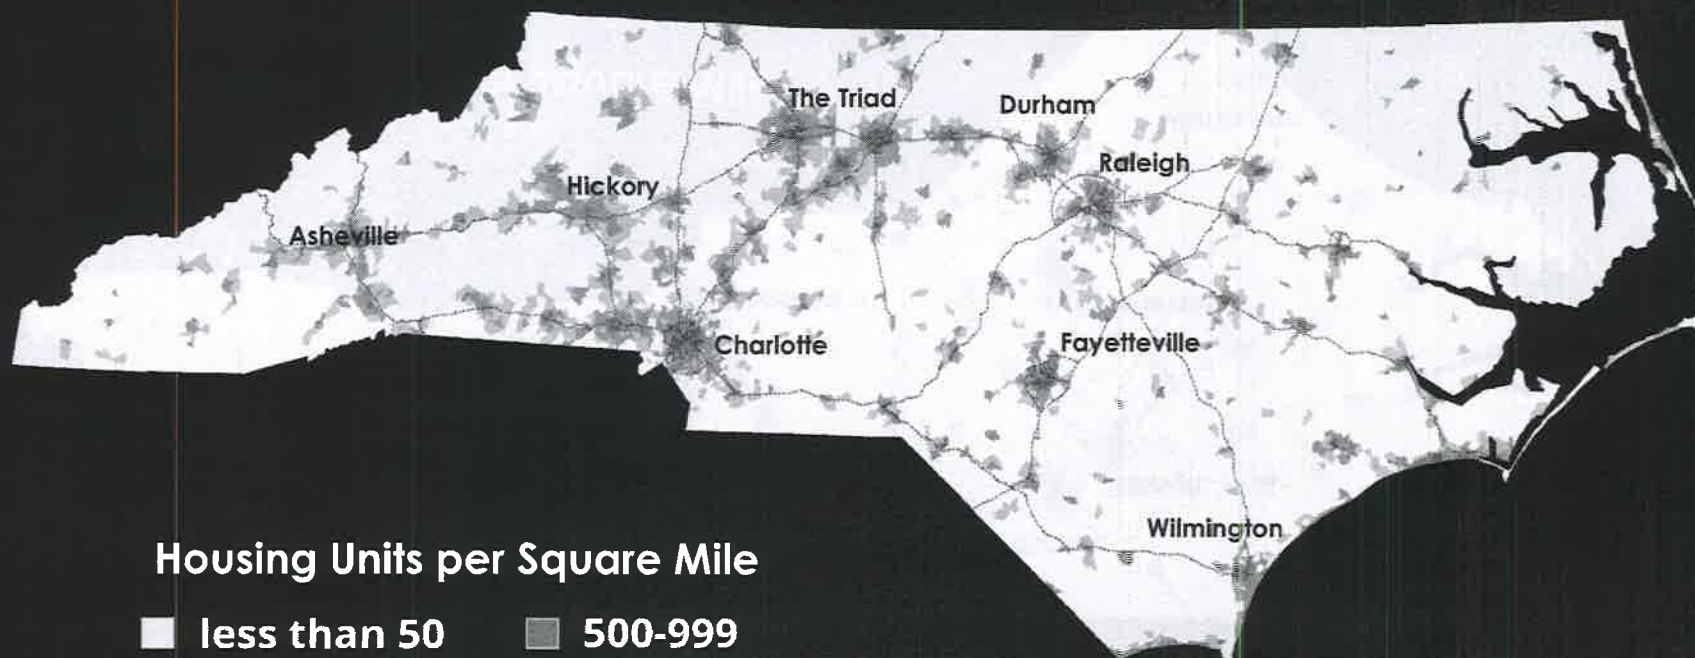 The Triad
Durham
Raleigh
Hickory
Asheville
Charlotte
Fayetteville
Wilmington
Housing Units per Square Mile
less than 50
500-999